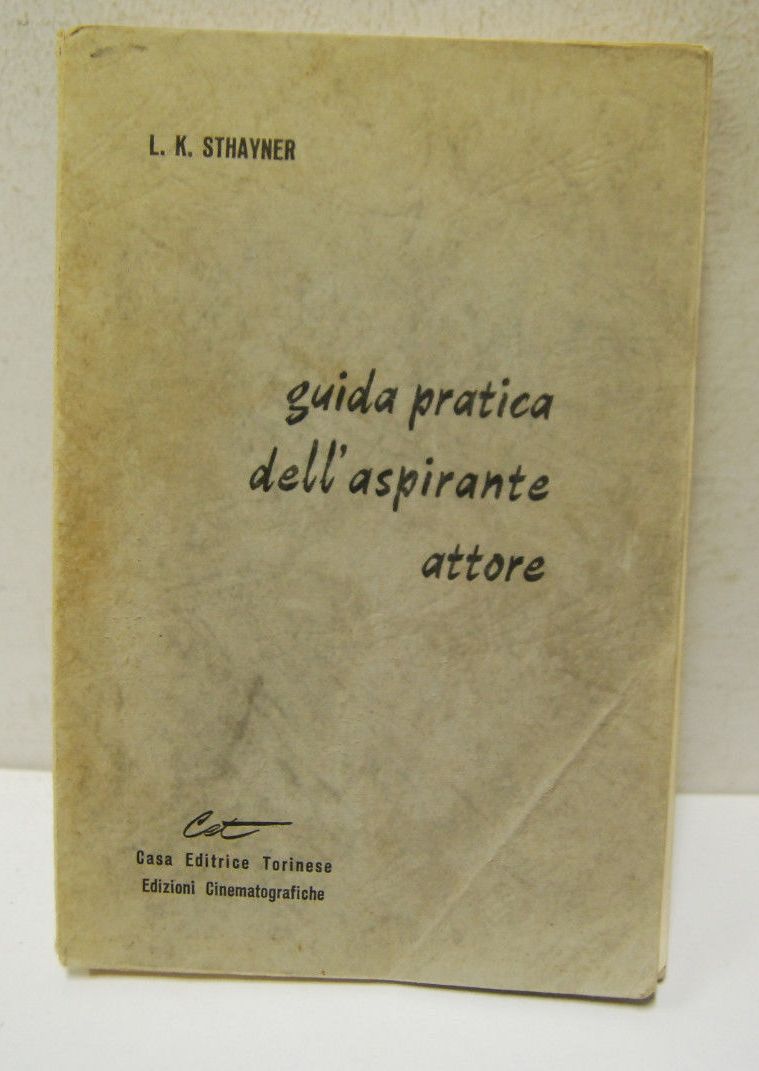 L. K. STHAYNER
guida pratica
dell'aspirante
attore
Cet
Casa Editrice Torinese
Edizioni Cinematografiche